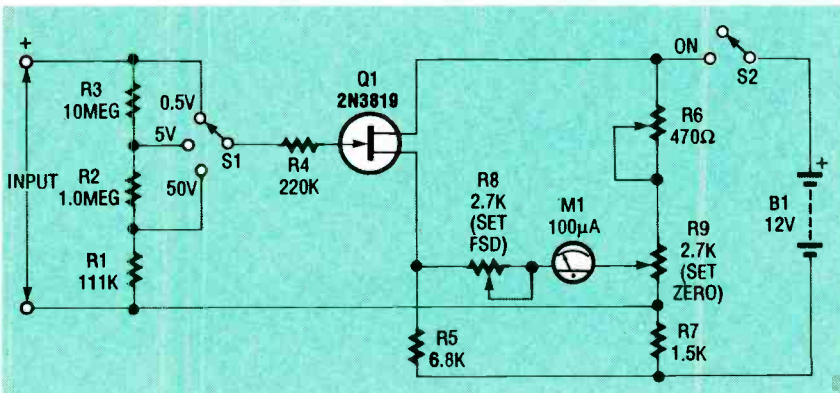 +
R3
10MEG
0.5V
5V
S1
R2
1.0MEG
50V
INPUT
R1
111K
R4
220K
Q1
2N3819
R8
2.7K
(SET
FSD)
M1
100µA
ON
S2
R6
470Ω
R9
2.7K
(SET
ZERO)
B1
12V
+
R5
6.8K
R7
1.5K